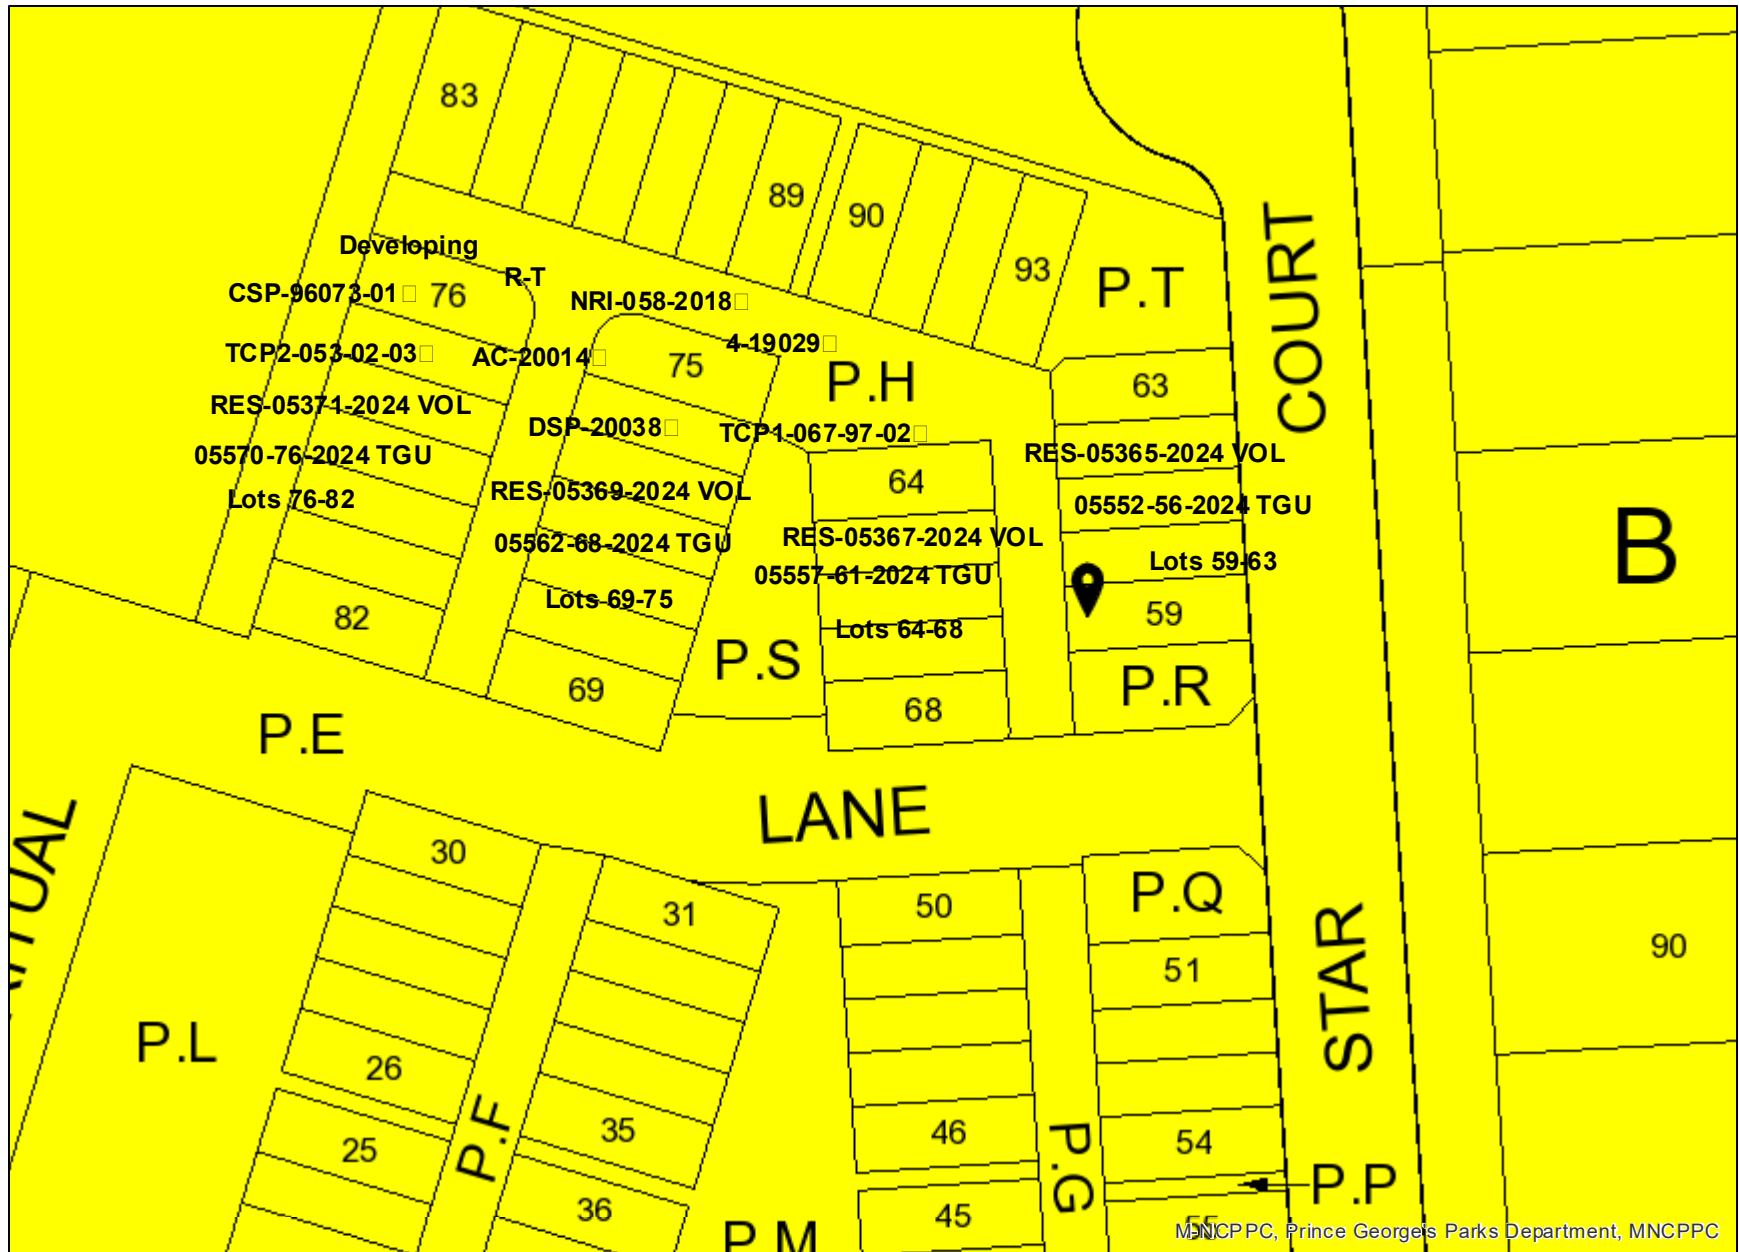 83
89
90
93
P.T
COURT
Developing
R-T
CSP-96073-01
76
NRI-058-2018
4-19029
TCP2-053-02-03
AC-20014
75
P.H
63
RES-05371-2024 VOL
DSP-20038
TCP1-067-97-02
05570-76-2024 TGU
RES-05365-2024 VOL
64
Lots 76-82
RES-05369-2024 VOL
05552-56-2024 TGU
05562-68-2024 TGU
RES-05367-2024 VOL
B
Lots 59-63
05557-61-2024 TGU
Lots 69-75
82
59
Lots 64-68
P.S
69
P.R
68
P.E
LANE
30
31
50
P.Q
STAR
90
51
P.L
26
35
46
54
P.F
25
P.G
P.P
36
45
P.M
55
MNCPPC, Prince George's Parks Department, MNCPPC